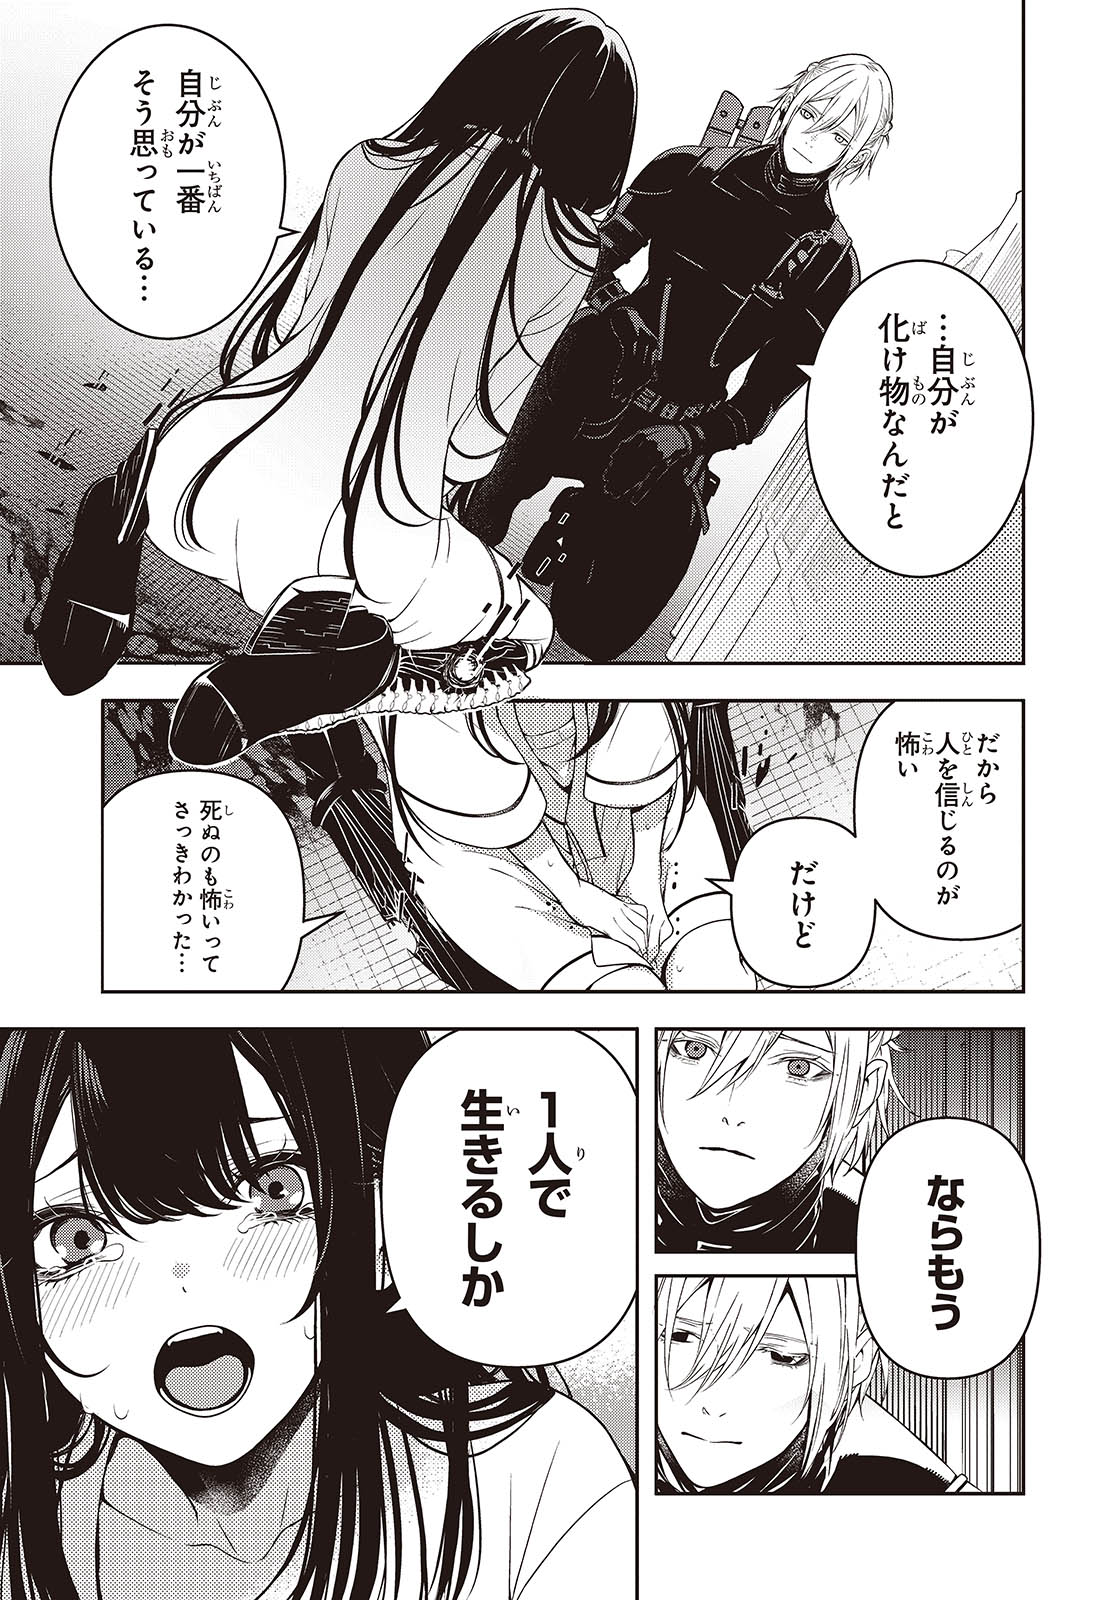 …自分が
化け物なんだと
自分が一番
そう思っている…
だから
人を信じるのが
怖い
だけど
死ぬのも怖いって
さっきわかった…
ならもう
1人で
生きるしか